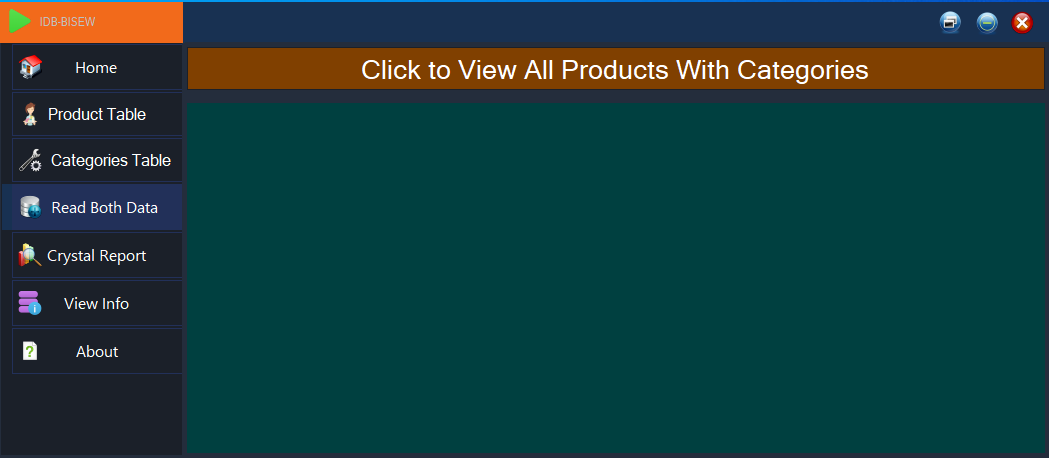 IDB-BISEW
Click to View All Products With Categories
Home
Product Table
Categories Table
Read Both Data
Crystal Report
View Info
About